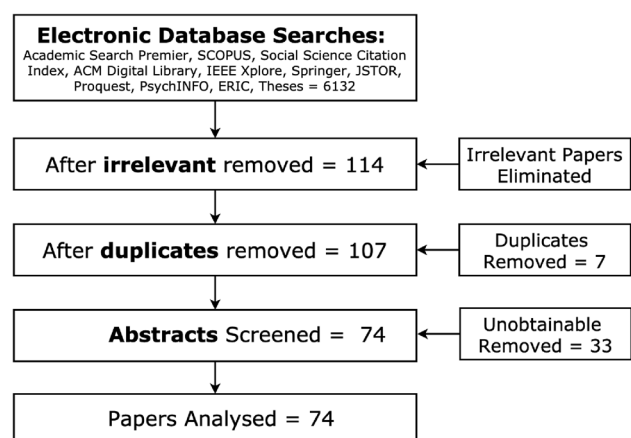 Electronic Database Searches:
Academic Search Premier, SCOPUS, Social Science Citation
Index, ACM Digital Library, IEEE Xplore, Springer, JSTOR,
Proquest, PsychINFO, ERIC, Theses = 6132
After irrelevant removed = 114
Irrelevant Papers
Eliminated
After duplicates removed = 107
Duplicates
Removed = 7
Abstracts Screened = 74
Unobtainable
Removed = 33
Papers Analysed = 74